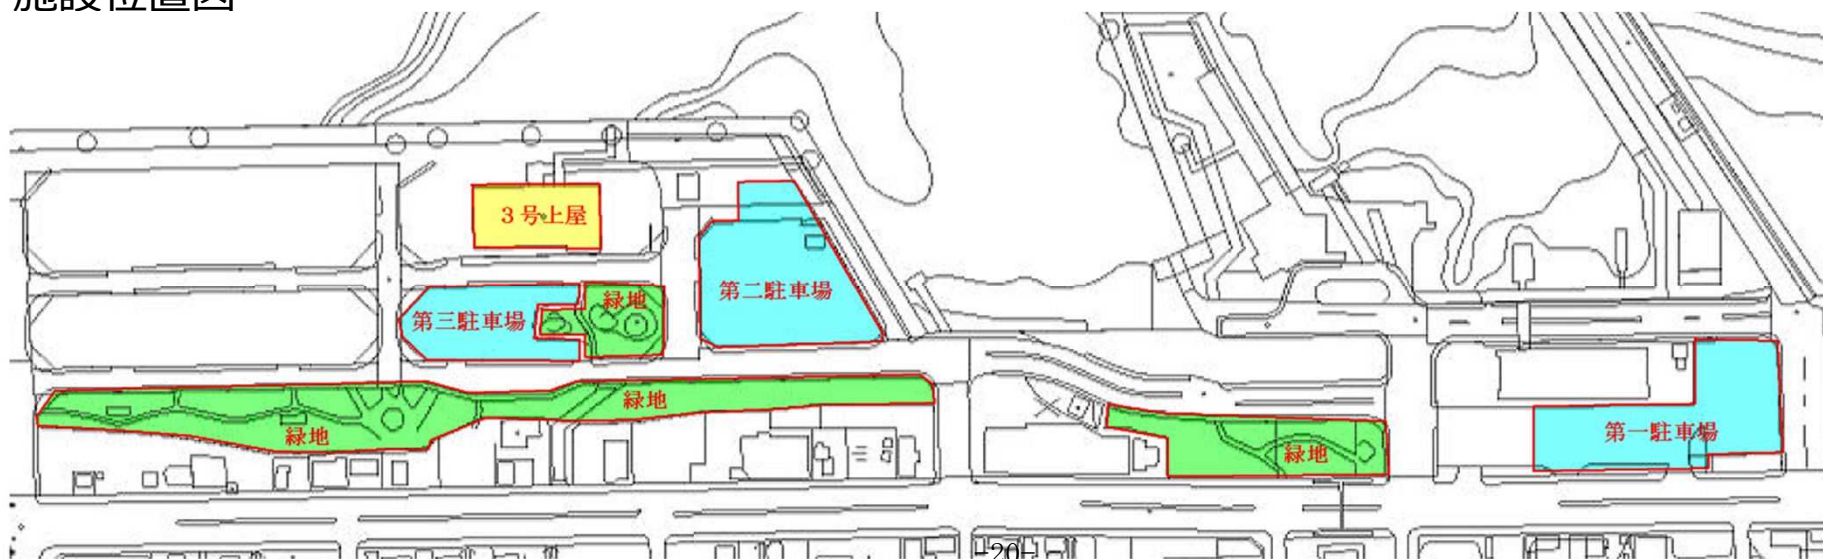 施設位置図
3号上屋
第三駐車場
緑地
第二駐車場
緑地
緑地
緑地
第一駐車場
-20-